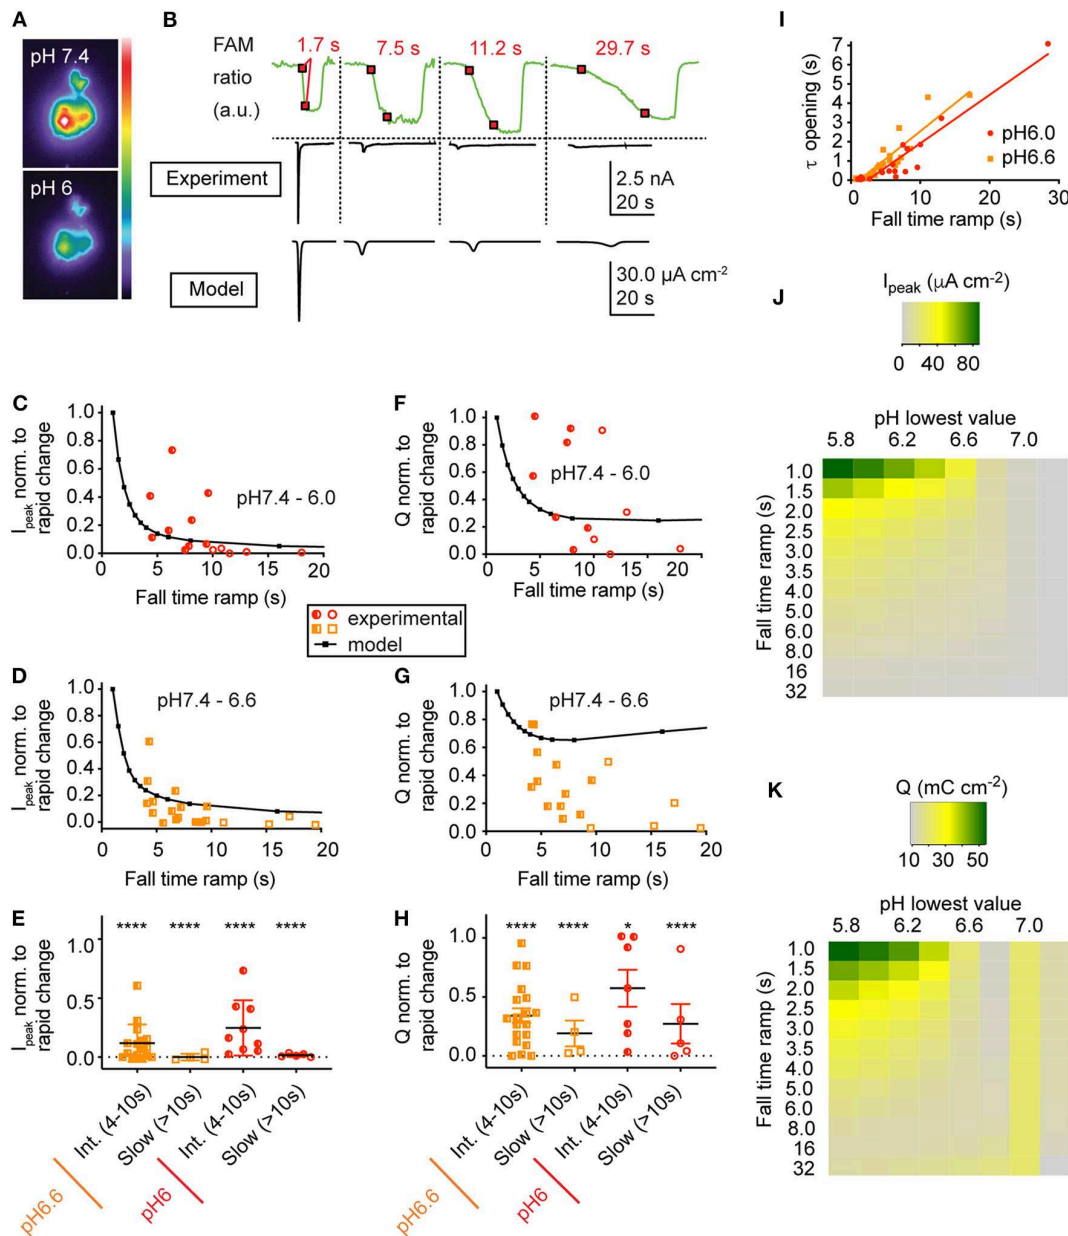 A
pH 7.4
pH 6
B
FAM
ratio
(a.u.)
1.7 s
7.5 s
11.2 s
29.7 s
Experiment
2.5 nA
20 s
Model
30.0 µA cm-2
20 s
I
τ opening (s)
7
6
5
4
3
2
1
0
pH6.0
pH6.6
0 10 20 30
Fall time ramp (s)
J
Ipeak (µA cm-2)
0 40 80
pH lowest value
5.8 6.2 6.6 7.0
Fall time ramp (s)
1.0
1.5
2.0
2.5
3.0
3.5
4.0
5.0
6.0
8.0
16
32
C
Ipeak norm. to
rapid change
1.0
0.8
0.6
0.4
0.2
0.0
pH7.4 - 6.0
0 5 10 15 20
Fall time ramp (s)
F
Q norm. to
rapid change
1.0
0.8
0.6
0.4
0.2
0.0
pH7.4 - 6.0
0 5 10 15 20
Fall time ramp (s)
experimental
model
D
Ipeak norm. to
rapid change
1.0
0.8
0.6
0.4
0.2
0.0
pH7.4 - 6.6
0 5 10 15 20
Fall time ramp (s)
G
Q norm. to
rapid change
1.0
0.8
0.6
0.4
0.2
0.0
pH7.4 - 6.6
0 5 10 15 20
Fall time ramp (s)
K
Q (mC cm-2)
10 30 50
pH lowest value
5.8 6.2 6.6 7.0
Fall time ramp (s)
1.0
1.5
2.0
2.5
3.0
3.5
4.0
5.0
6.0
8.0
16
32
E
Ipeak norm. to
rapid change
1.0
0.5
0.0
**** **** **** ****
Int. (4-10s)
Slow (>10s)
Int. (4-10s)
Slow (>10s)
pH6.6
pH6
H
Q norm. to
rapid change
1.0
0.5
0.0
**** **** * ****
Int. (4-10s)
Slow (>10s)
Int. (4-10s)
Slow (>10s)
pH6.6
pH6